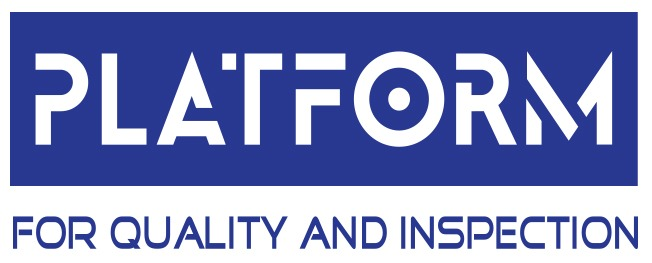 PLATFORM
FOR QUALITY AND INSPECTION